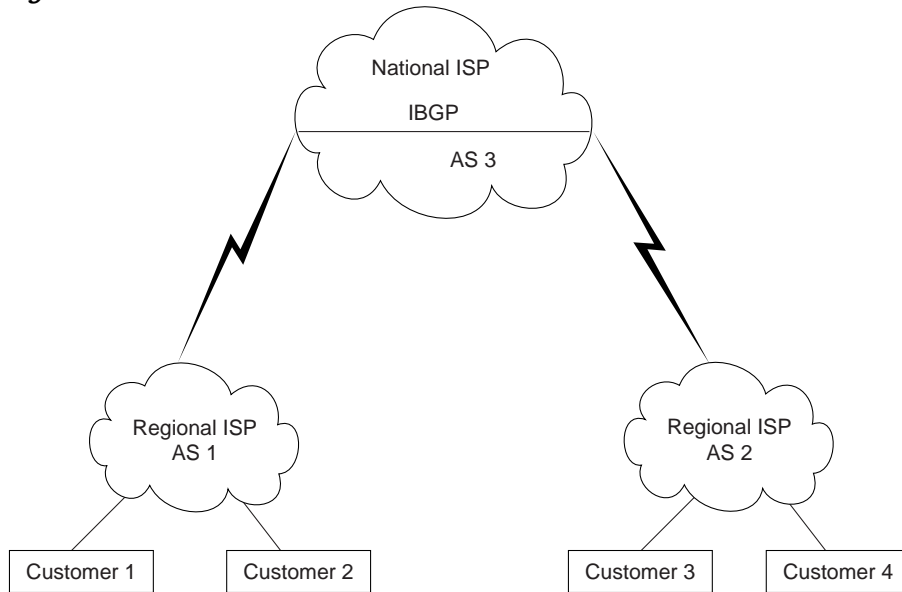 National ISP
IBGP
AS 3
Regional ISP
AS 1
Regional ISP
AS 2
Customer 1
Customer 2
Customer 3
Customer 4